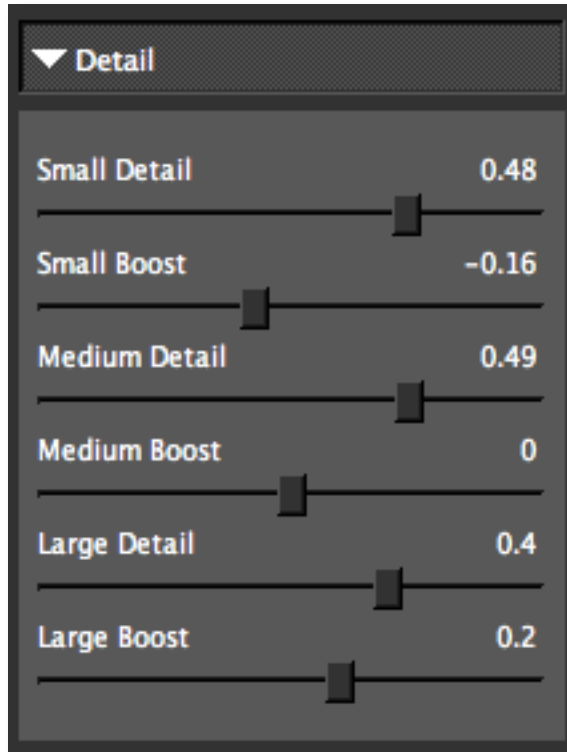 Detail
Small Detail 0.48
Small Boost -0.16
Medium Detail 0.49
Medium Boost 0
Large Detail 0.4
Large Boost 0.2